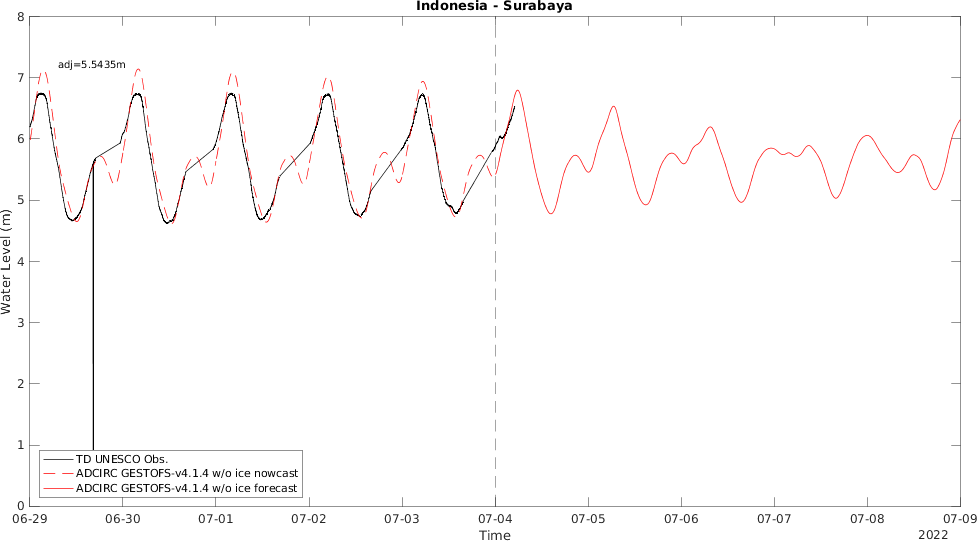 Indonesia - Surabaya
8
7
6
5
4
3
2
1
0
Water Level (m)
adj=5.5435m
TD UNESCO Obs.
ADCIRC GESTOFS-v4.1.4 w/o ice nowcast
ADCIRC GESTOFS-v4.1.4 w/o ice forecast
06-29 06-30 07-01 07-02 07-03 07-04 07-05 07-06 07-07 07-08 07-09
Time
2022